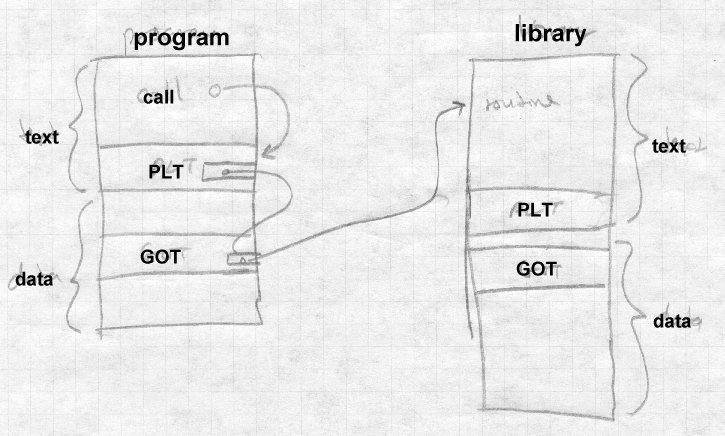 program
library
call
routine
text
text
PLT
PLT
GOT
GOT
data
data